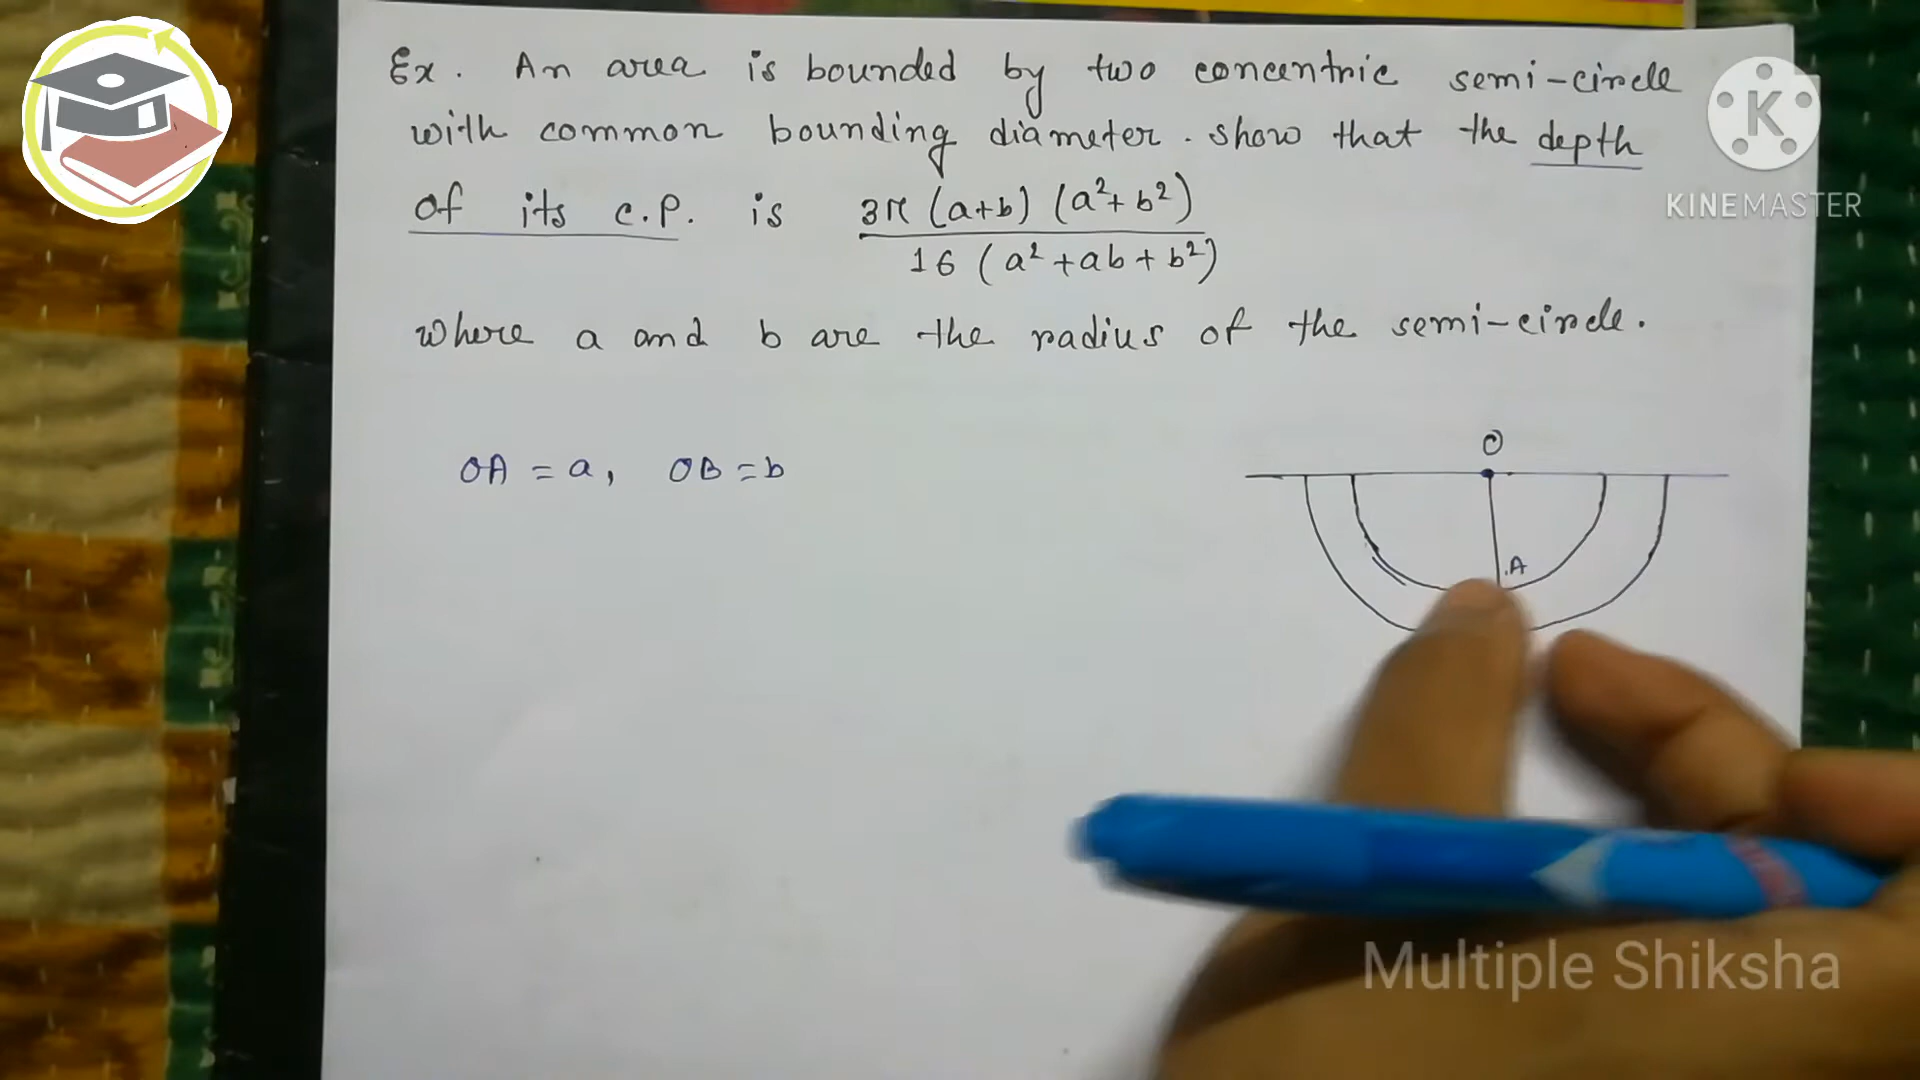 Ex. An area is bounded by two concentric semi-circle
with common bounding diameter. show that the depth
of its c.p. is 3π (a+b) (a²+b²) / 16 (a²+ab+b²)
where a and b are the radius of the semi-circle.
OA = a, OB = b
O
.A
K
KINEMASTER
Multiple Shiksha